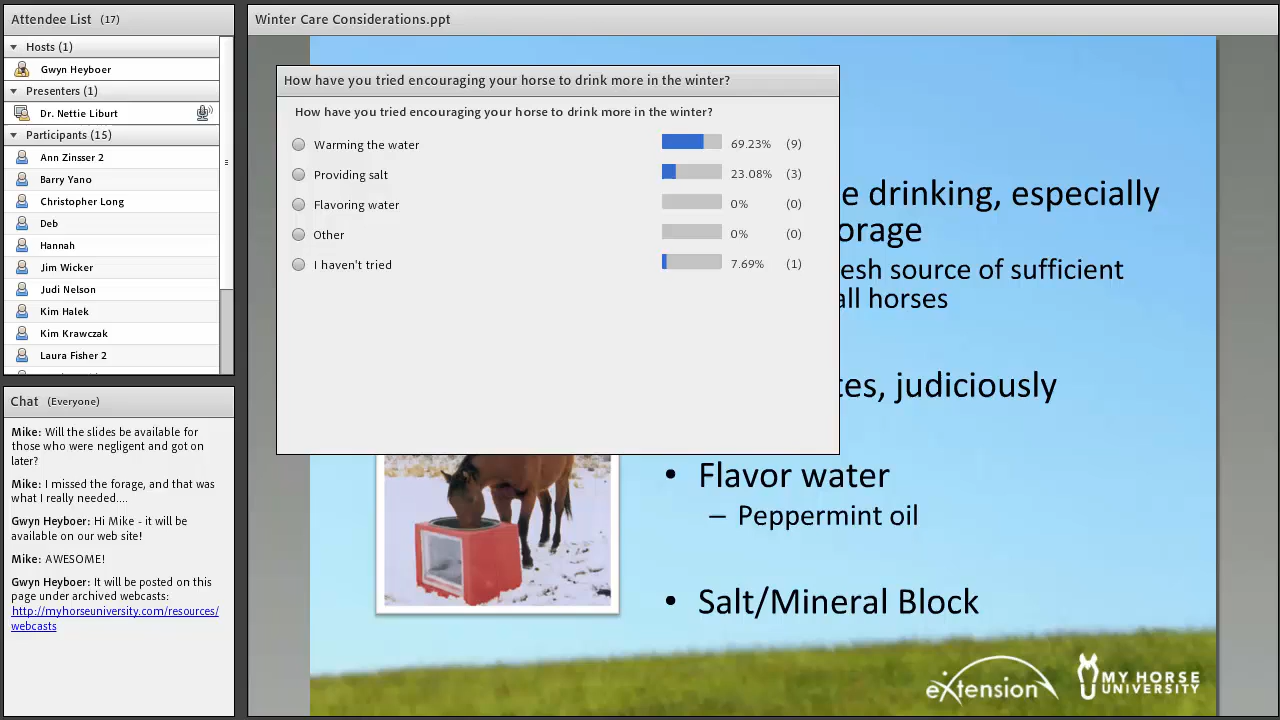 Attendee List (17)
Hosts (1)
Gwyn Heyboer
Presenters (1)
Dr. Nettie Liburt
Participants (15)
Ann Zinsser 2
Barry Yano
Christopher Long
Deb
Hannah
Jim Wicker
Judi Nelson
Kim Halek
Kim Krawczak
Laura Fisher 2
Chat (Everyone)
Mike: Will the slides be available for
those who were negligent and got on
later?
Mike: I missed the forage, and that was
what I really needed....
Gwyn Heyboer: Hi Mike - it will be
available on our web site!
Mike: AWESOME!
Gwyn Heyboer: It will be posted on this
page under archived webcasts:
http://myhorseuniversity.com/resources/
webcasts
Winter Care Considerations.ppt
How have you tried encouraging your horse to drink more in the winter?
How have you tried encouraging your horse to drink more in the winter?
Warming the water 69.23% (9)
Providing salt 23.08% (3)
Flavoring water 0% (0)
Other 0% (0)
I haven't tried 7.69% (1)
e drinking, especially
orage
esh source of sufficient
all horses
tes, judiciously
• Flavor water
– Peppermint oil
• Salt/Mineral Block
eXtension
MY HORSE
UNIVERSITY